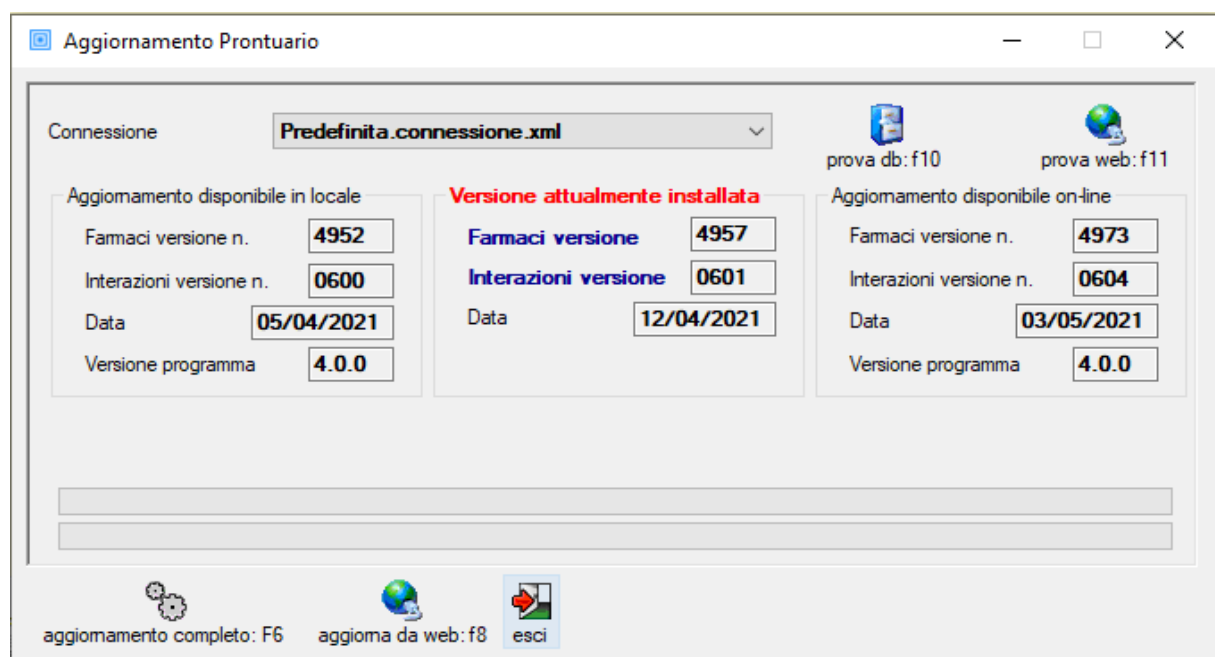 Aggiornamento Prontuario
Connessione
Predefinita.connessione.xml
prova db:f10
prova web:f11
Aggiornamento disponibile in locale
Farmaci versione n. 4952
Interazioni versione n. 0600
Data 05/04/2021
Versione programma 4.0.0
Versione attualmente installata
Farmaci versione 4957
Interazioni versione 0601
Data 12/04/2021
Aggiornamento disponibile on-line
Farmaci versione n. 4973
Interazioni versione n. 0604
Data 03/05/2021
Versione programma 4.0.0
aggiornamento completo: F6
aggiorna da web:f8
esci